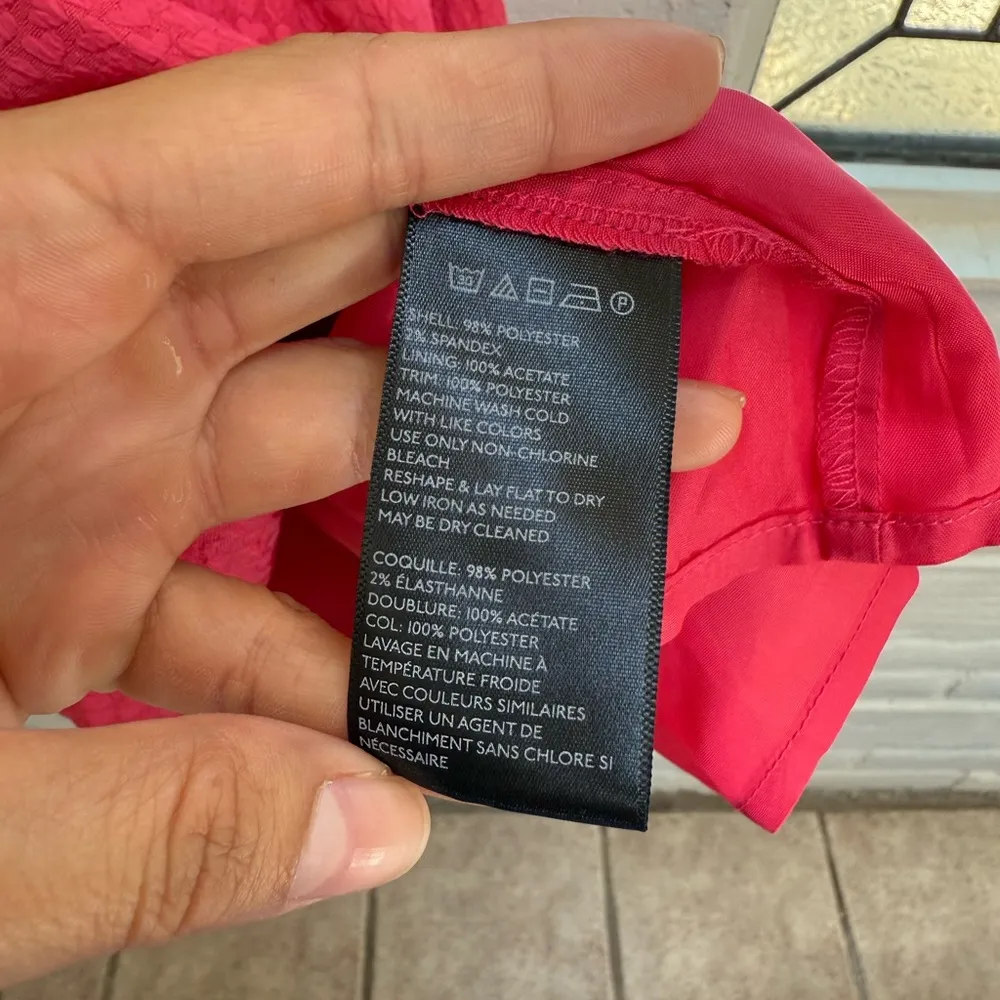 30 P
SHELL: 98% POLYESTER
2% SPANDEX
LINING: 100% ACETATE
TRIM: 100% POLYESTER
MACHINE WASH COLD
WITH LIKE COLORS
USE ONLY NON-CHLORINE
BLEACH
RESHAPE & LAY FLAT TO DRY
LOW IRON AS NEEDED
MAY BE DRY CLEANED
COQUILLE: 98% POLYESTER
2% ÉLASTHANNE
DOUBLURE: 100% ACÉTATE
COL: 100% POLYESTER
LAVAGE EN MACHINE À
TEMPÉRATURE FROIDE
AVEC COULEURS SIMILAIRES
UTILISER UN AGENT DE
BLANCHIMENT SANS CHLORE SI
NÉCESSAIRE